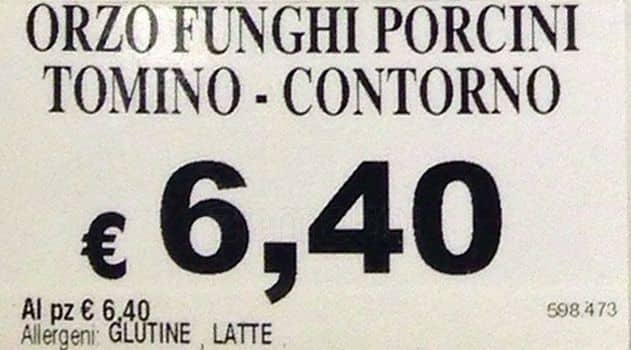 ORZO FUNGHI PORCINI
TOMINO - CONTORNO
€ 6,40
Al pz € 6,40
598.473
Allergeni: GLUTINE , LATTE